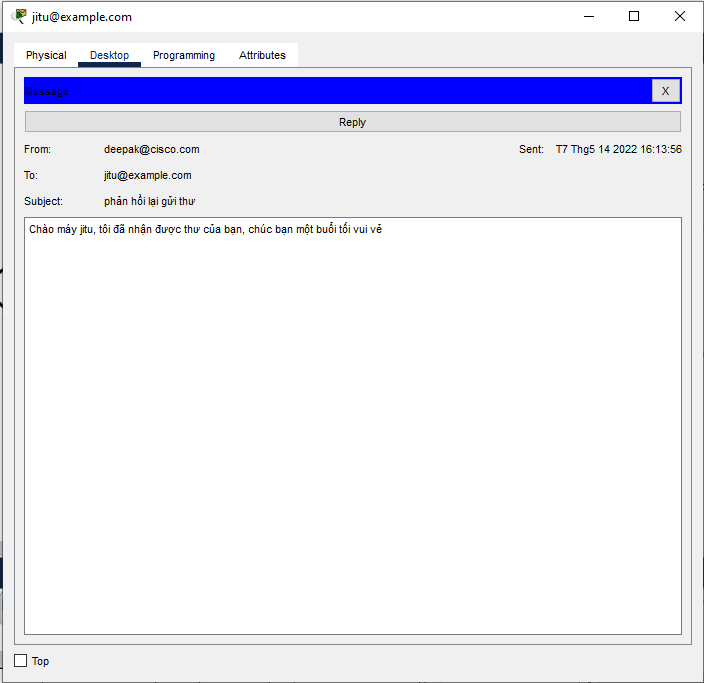 jitu@example.com
Physical Desktop Programming Attributes
Message X
Reply
From: deepak@cisco.com Sent: T7 Thg5 14 2022 16:13:56
To: jitu@example.com
Subject: phản hồi lại gửi thư
Chào máy jitu, tôi đã nhận được thư của bạn, chúc bạn một buổi tối vui vẻ
Top